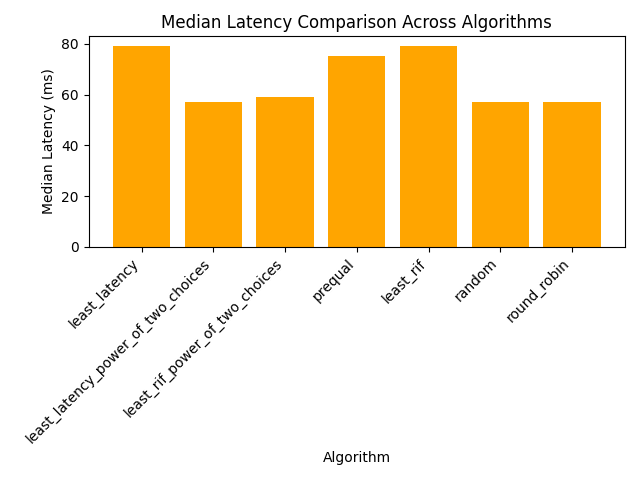 Median Latency Comparison Across Algorithms
Median Latency (ms)
80
60
40
20
0
least_latency
least_latency_power_of_two_choices
least_rif_power_of_two_choices
prequal
least_rif
random
round_robin
Algorithm